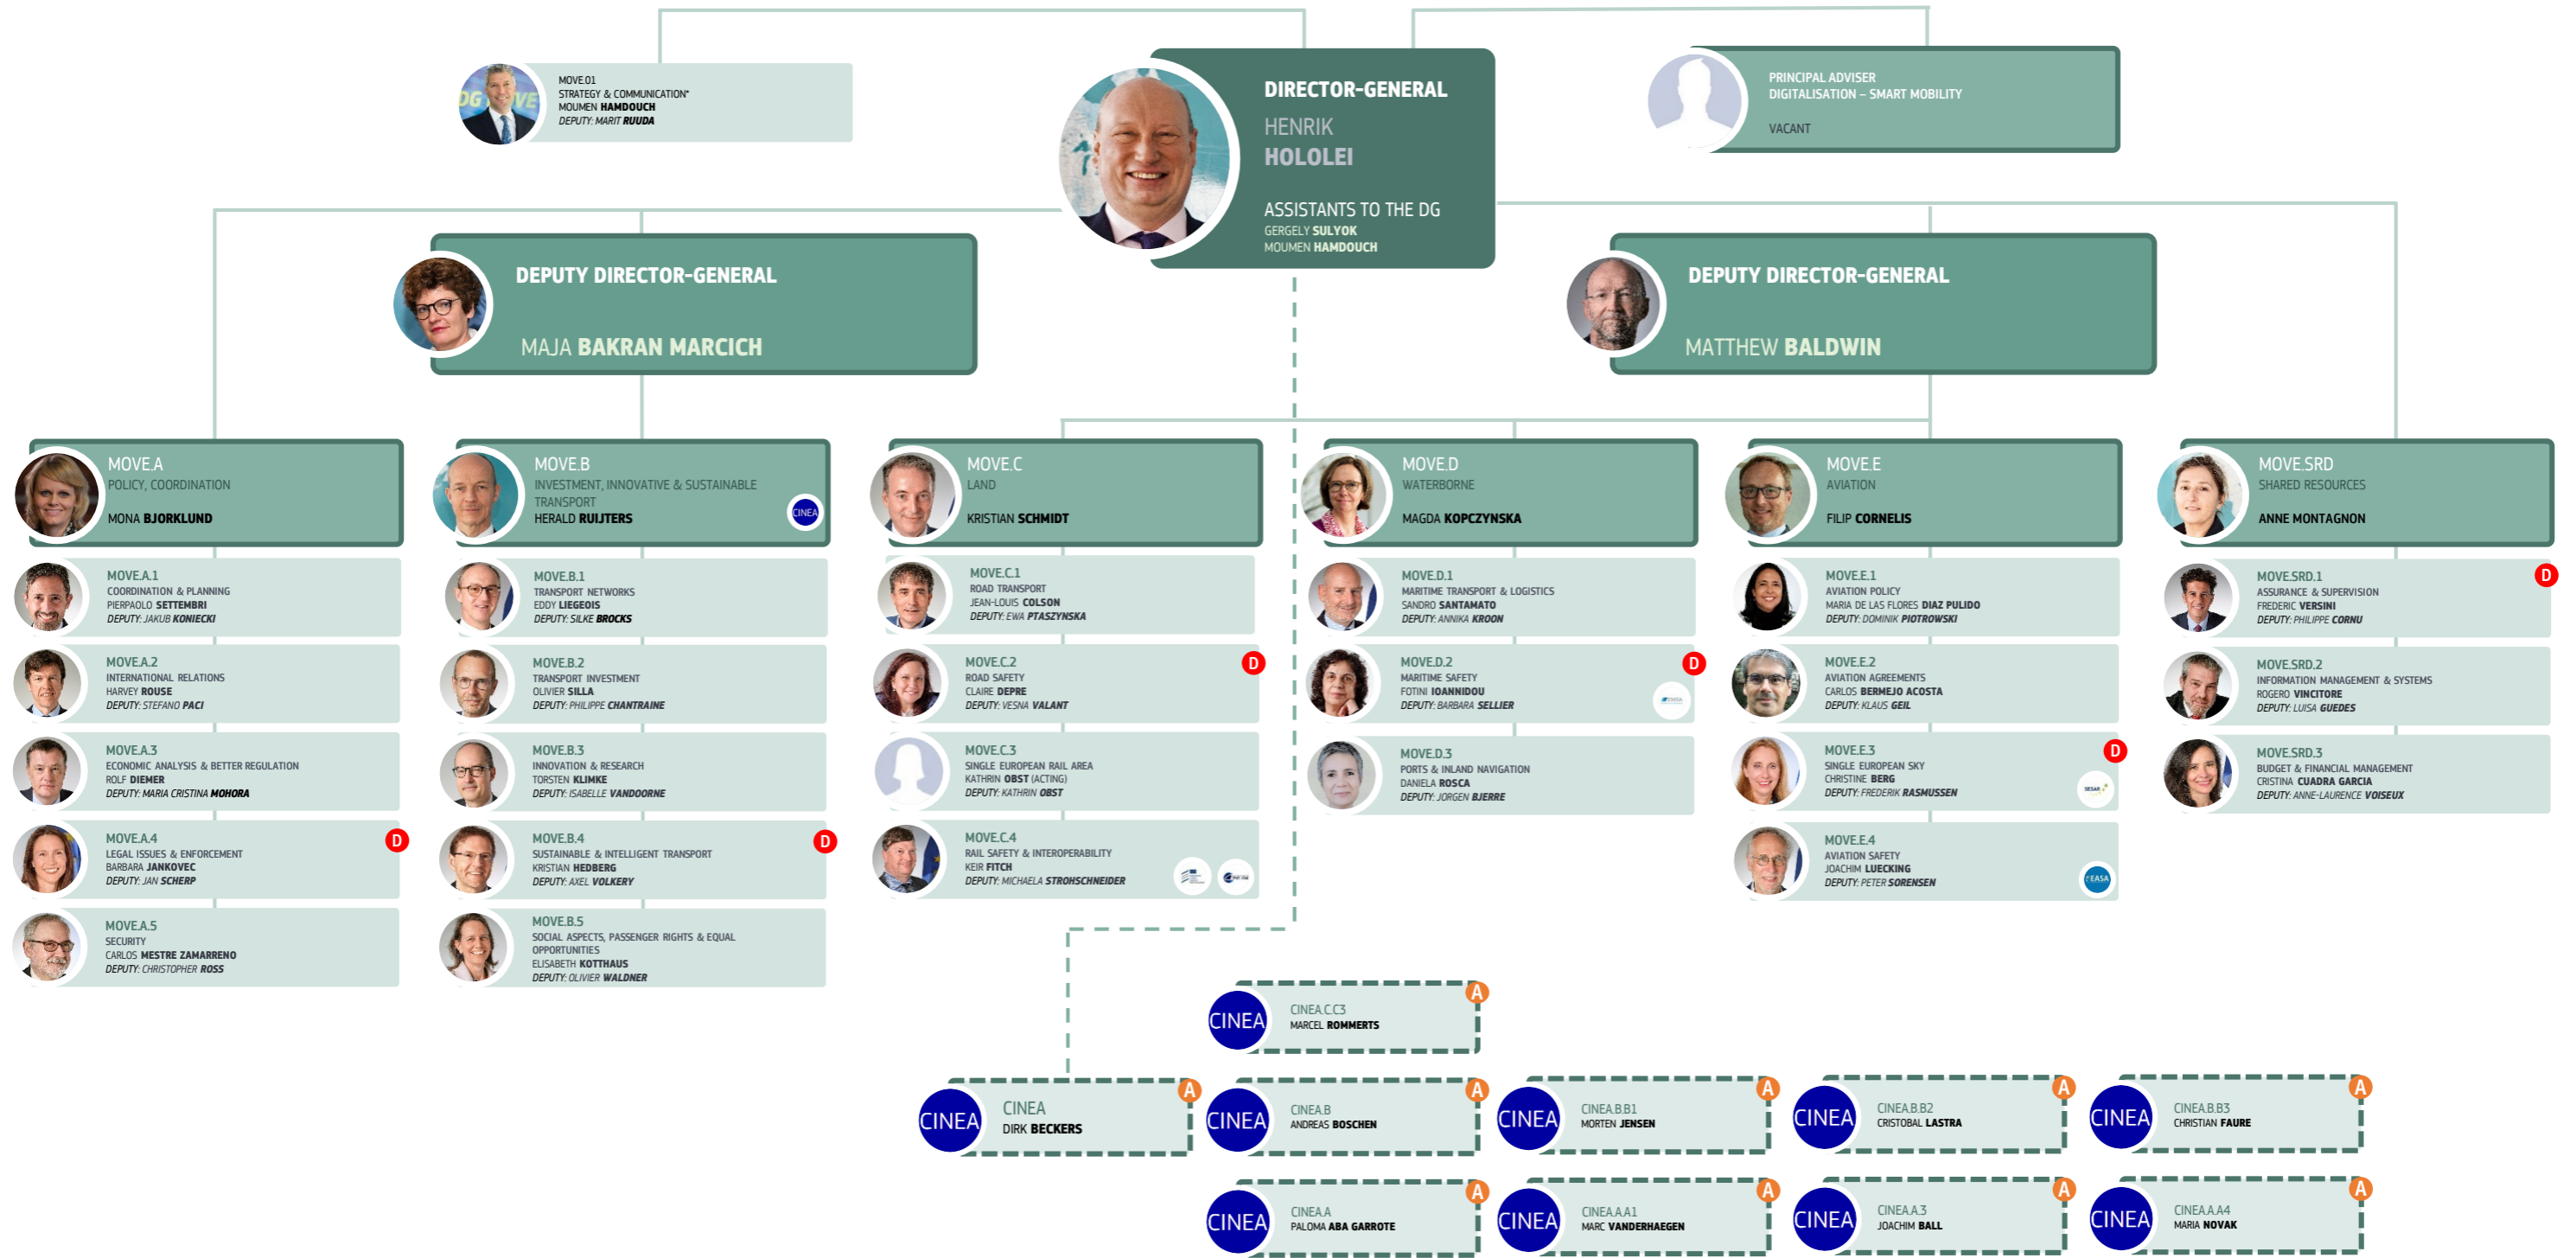 MOVE.01
STRATEGY & COMMUNICATION*
MOUMEN HAMDOUCH
DEPUTY: MARIT RUUDA
DIRECTOR-GENERAL
HENRIK
HOLOLEI
ASSISTANTS TO THE DG
GERGELY SULYOK
MOUMEN HAMDOUCH
PRINCIPAL ADVISER
DIGITALISATION – SMART MOBILITY
VACANT
DEPUTY DIRECTOR-GENERAL
MAJA BAKRAN MARCICH
DEPUTY DIRECTOR-GENERAL
MATTHEW BALDWIN
MOVE.A
POLICY, COORDINATION
MONA BJORKLUND
MOVE.A.1
COORDINATION & PLANNING
PIERPAOLO SETTEMBRI
DEPUTY: JAKUB KONIECKI
MOVE.A.2
INTERNATIONAL RELATIONS
HARVEY ROUSE
DEPUTY: STEFANO PACI
MOVE.A.3
ECONOMIC ANALYSIS & BETTER REGULATION
ROLF DIEMER
DEPUTY: MARIA CRISTINA MOHORA
MOVE.A.4
LEGAL ISSUES & ENFORCEMENT
BARBARA JANKOVEC
DEPUTY: JAN SCHERP
D
MOVE.A.5
SECURITY
CARLOS MESTRE ZAMARRENO
DEPUTY: CHRISTOPHER ROSS
MOVE.B
INVESTMENT, INNOVATIVE & SUSTAINABLE
TRANSPORT
HERALD RUIJTERS
CINEA
MOVE.B.1
TRANSPORT NETWORKS
EDDY LIEGEOIS
DEPUTY: SILKE BROCKS
MOVE.B.2
TRANSPORT INVESTMENT
OLIVIER SILLA
DEPUTY: PHILIPPE CHANTRAINE
MOVE.B.3
INNOVATION & RESEARCH
TORSTEN KLIMKE
DEPUTY: ISABELLE VANDOORNE
MOVE.B.4
SUSTAINABLE & INTELLIGENT TRANSPORT
KRISTIAN HEDBERG
DEPUTY: AXEL VOLKERY
D
MOVE.B.5
SOCIAL ASPECTS, PASSENGER RIGHTS & EQUAL
OPPORTUNITIES
ELISABETH KOTTHAUS
DEPUTY: OLIVIER WALDNER
MOVE.C
LAND
KRISTIAN SCHMIDT
MOVE.C.1
ROAD TRANSPORT
JEAN-LOUIS COLSON
DEPUTY: EWA PTASZYNSKA
MOVE.C.2
ROAD SAFETY
CLAIRE DEPRE
DEPUTY: VESNA VALANT
D
MOVE.C.3
SINGLE EUROPEAN RAIL AREA
KATHRIN OBST (ACTING)
DEPUTY: KATHRIN OBST
MOVE.C.4
RAIL SAFETY & INTEROPERABILITY
KEIR FITCH
DEPUTY: MICHAELA STROHSCHNEIDER
MOVE.D
WATERBORNE
MAGDA KOPCZYNSKA
MOVE.D.1
MARITIME TRANSPORT & LOGISTICS
SANDRO SANTAMATO
DEPUTY: ANNIKA KROON
MOVE.D.2
MARITIME SAFETY
FOTINI IOANNIDOU
DEPUTY: BARBARA SELLIER
D
EMSA
MOVE.D.3
PORTS & INLAND NAVIGATION
DANIELA ROSCA
DEPUTY: JORGEN BJERRE
MOVE.E
AVIATION
FILIP CORNELIS
MOVE.E.1
AVIATION POLICY
MARIA DE LAS FLORES DIAZ PULIDO
DEPUTY: DOMINIK PIOTROWSKI
MOVE.E.2
AVIATION AGREEMENTS
CARLOS BERMEJO ACOSTA
DEPUTY: KLAUS GEIL
MOVE.E.3
SINGLE EUROPEAN SKY
CHRISTINE BERG
DEPUTY: FREDERIK RASMUSSEN
D
SESAR
MOVE.E.4
AVIATION SAFETY
JOACHIM LUECKING
DEPUTY: PETER SORENSEN
EASA
MOVE.SRD
SHARED RESOURCES
ANNE MONTAGNON
MOVE.SRD.1
ASSURANCE & SUPERVISION
FREDERIC VERSINI
DEPUTY: PHILIPPE CORNU
D
MOVE.SRD.2
INFORMATION MANAGEMENT & SYSTEMS
ROGERO VINCITORE
DEPUTY: LUISA GUEDES
MOVE.SRD.3
BUDGET & FINANCIAL MANAGEMENT
CRISTINA CUADRA GARCIA
DEPUTY: ANNE-LAURENCE VOISEUX
CINEA
CINEA.C.C3
MARCEL ROMMERTS
A
CINEA
CINEA
DIRK BECKERS
A
CINEA
CINEA.B
ANDREAS BOSCHEN
A
CINEA
CINEA.B.B1
MORTEN JENSEN
A
CINEA
CINEA.B.B2
CRISTOBAL LASTRA
A
CINEA
CINEA.B.B3
CHRISTIAN FAURE
A
CINEA
CINEA.A
PALOMA ABA GARROTE
A
CINEA
CINEA.A.A1
MARC VANDERHAEGEN
A
CINEA
CINEA.A.3
JOACHIM BALL
A
CINEA
CINEA.A.A4
MARIA NOVAK
A